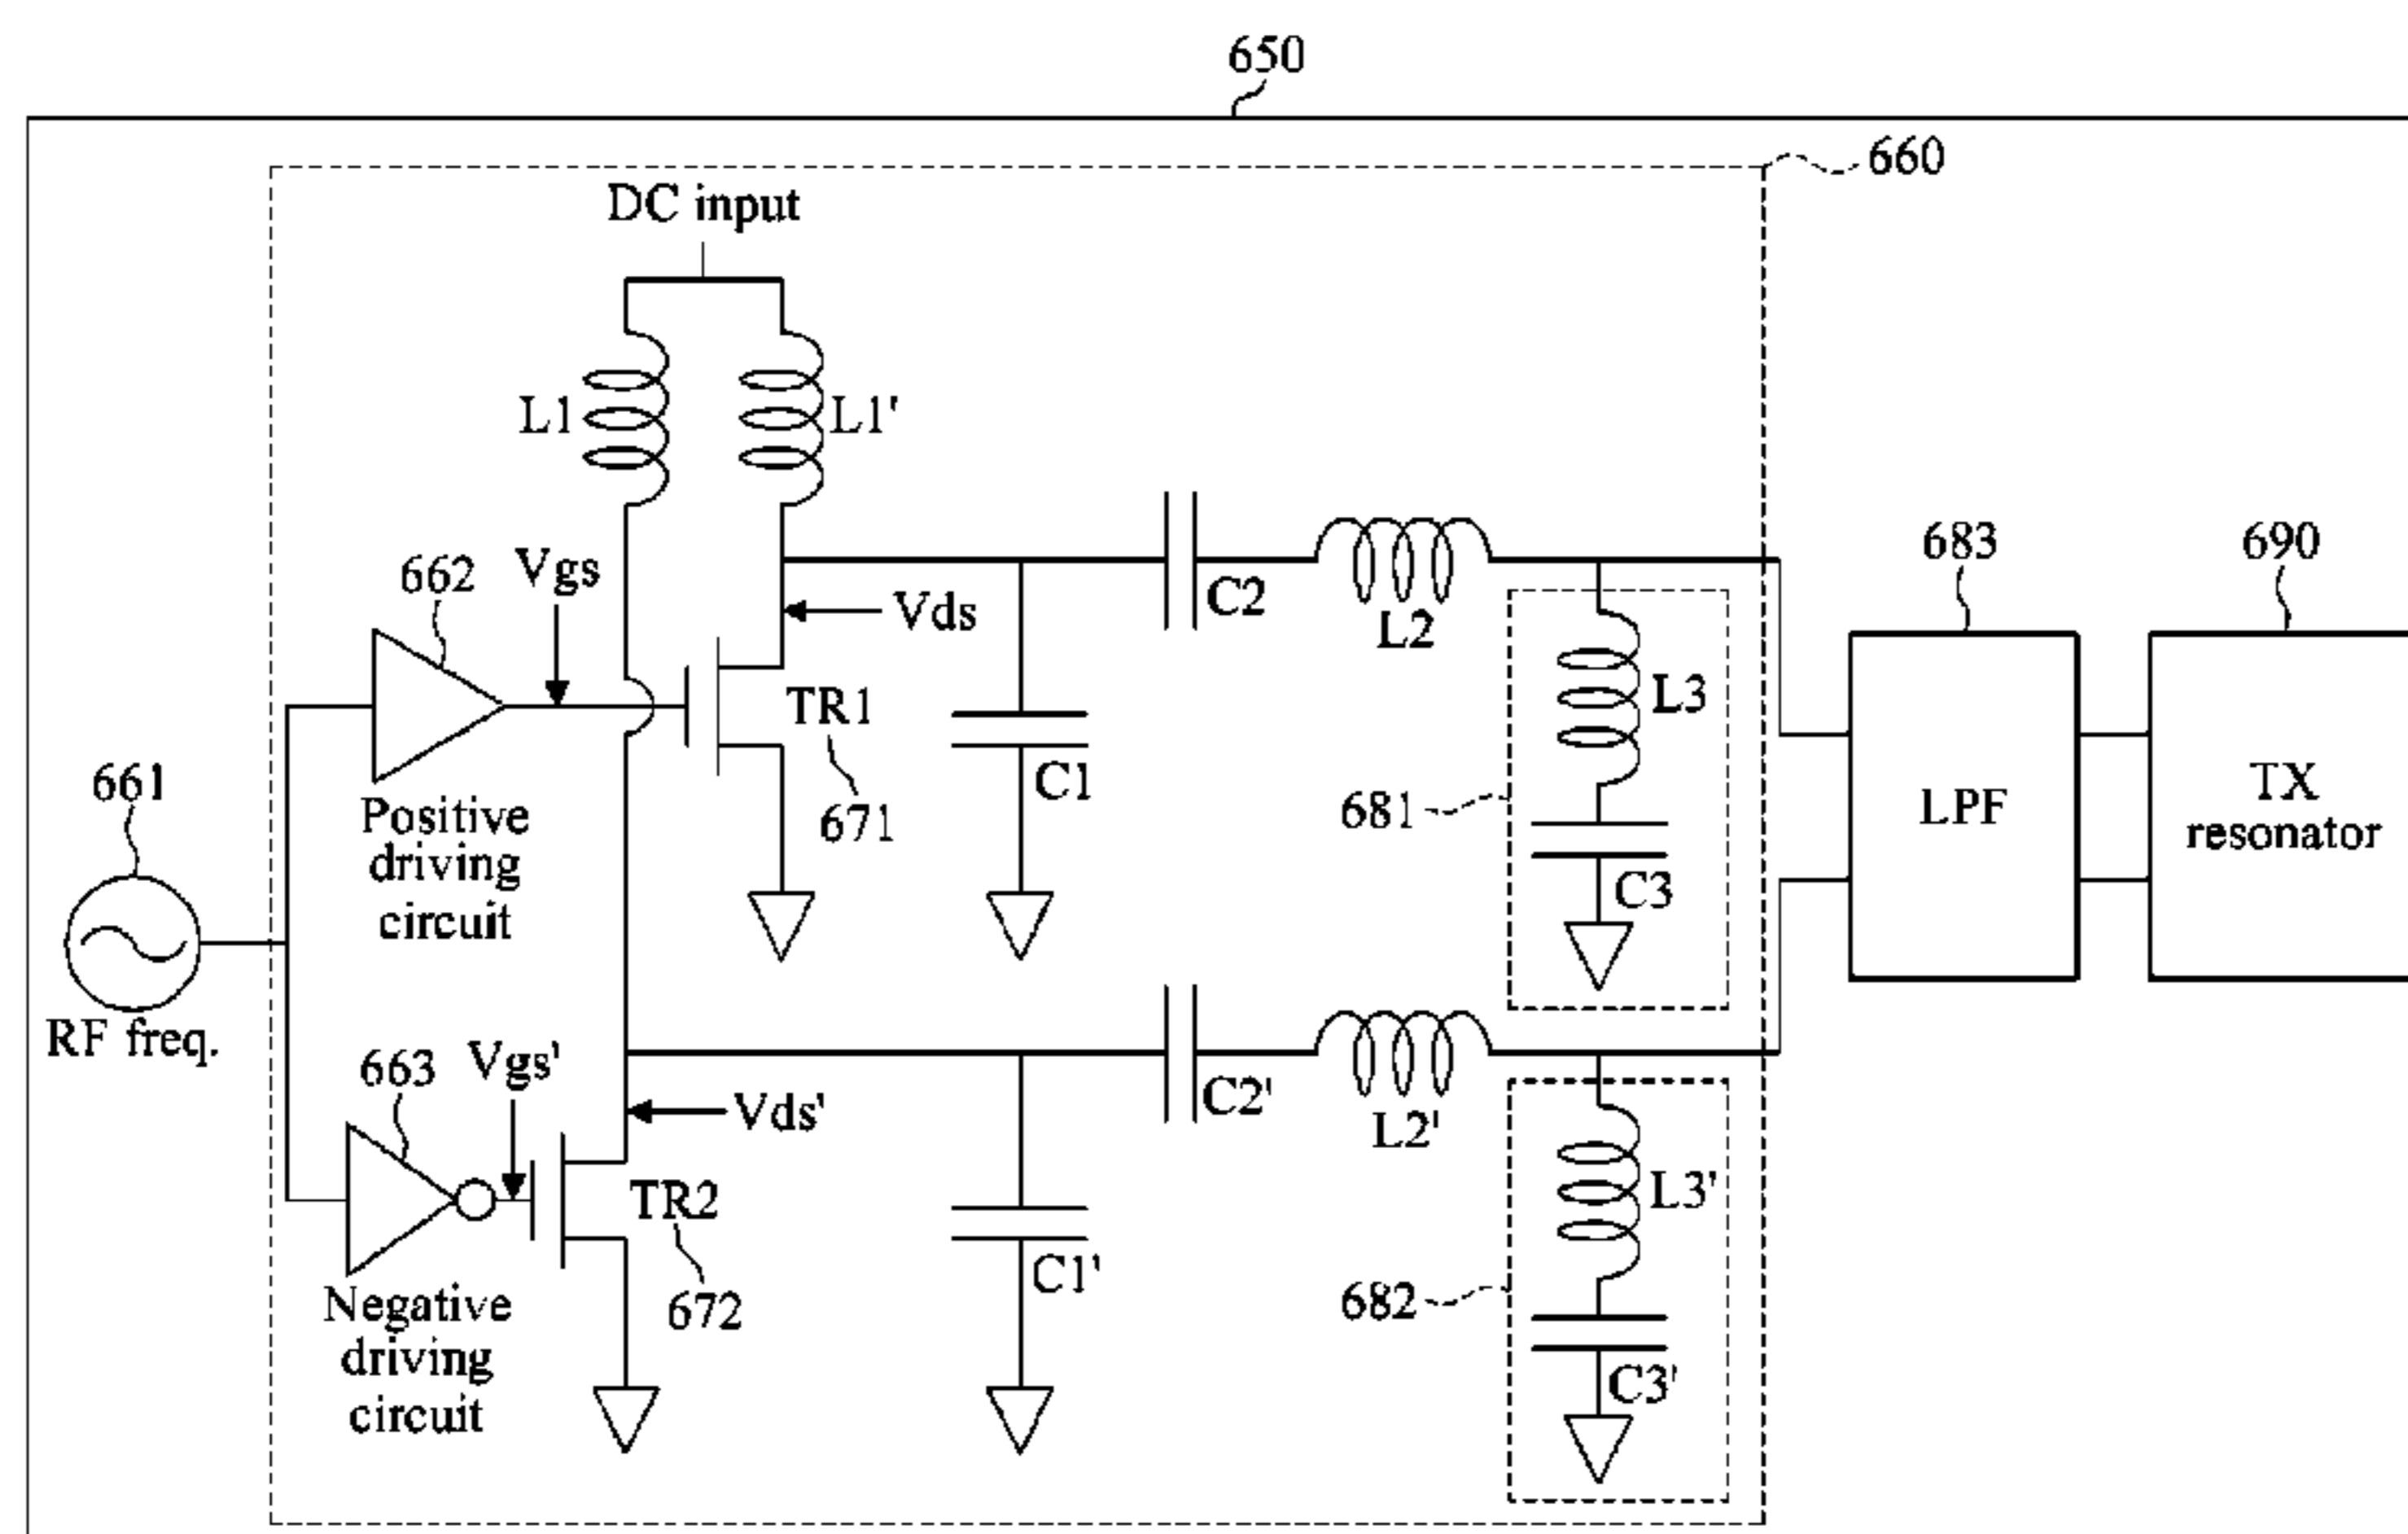 650
660
DC input
L1
L1'
662
Vgs
Vds
C2
L2
683
690
TR1
671
C1
L3
681
C3
LPF
TX
resonator
661
RF freq.
Positive
driving
circuit
663
Vgs'
Vds'
C2'
L2'
TR2
672
C1'
L3'
682
C3'
Negative
driving
circuit